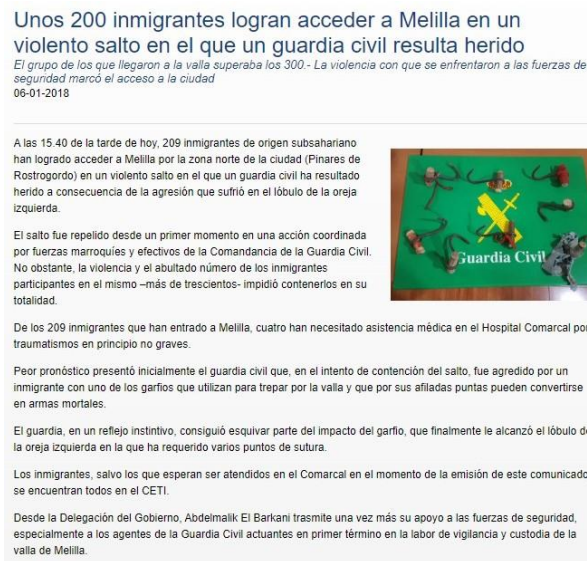 Unos 200 inmigrantes logran acceder a Melilla en un
violento salto en el que un guardia civil resulta herido
El grupo de los que llegaron a la valla superaba los 300.- La violencia con que se enfrentaron a las fuerzas de
seguridad marcó el acceso a la ciudad
06-01-2018
A las 15.40 de la tarde de hoy, 209 inmigrantes de origen subsahariano
han logrado acceder a Melilla por la zona norte de la ciudad (Pinares de
Rostrogordo) en un violento salto en el que un guardia civil ha resultado
herido a consecuencia de la agresión que sufrió en el lóbulo de la oreja
izquierda.
El salto fue repelido desde un primer momento en una acción coordinada
por fuerzas marroquíes y efectivos de la Comandancia de la Guardia Civil.
No obstante, la violencia y el abultado número de los inmigrantes
participantes en el mismo –más de trescientos- impidió contenerlos en su
totalidad.
Guardia Civil
De los 209 inmigrantes que han entrado a Melilla, cuatro han necesitado asistencia médica en el Hospital Comarcal por
traumatismos en principio no graves.
Peor pronóstico presentó inicialmente el guardia civil que, en el intento de contención del salto, fue agredido por un
inmigrante con uno de los garfios que utilizan para trepar por la valla y que por sus afiladas puntas pueden convertirse
en armas mortales.
El guardia, en un reflejo instintivo, consiguió esquivar parte del impacto del garfio, que finalmente le alcanzó el lóbulo de
la oreja izquierda en la que ha requerido varios puntos de sutura.
Los inmigrantes, salvo los que esperan ser atendidos en el Comarcal en el momento de la emisión de este comunicado
se encuentran todos en el CETI.
Desde la Delegación del Gobierno, Abdelmalik El Barkani trasmite una vez más su apoyo a las fuerzas de seguridad,
especialmente a los agentes de la Guardia Civil actuantes en primer término en la labor de vigilancia y custodia de la
valla de Melilla.